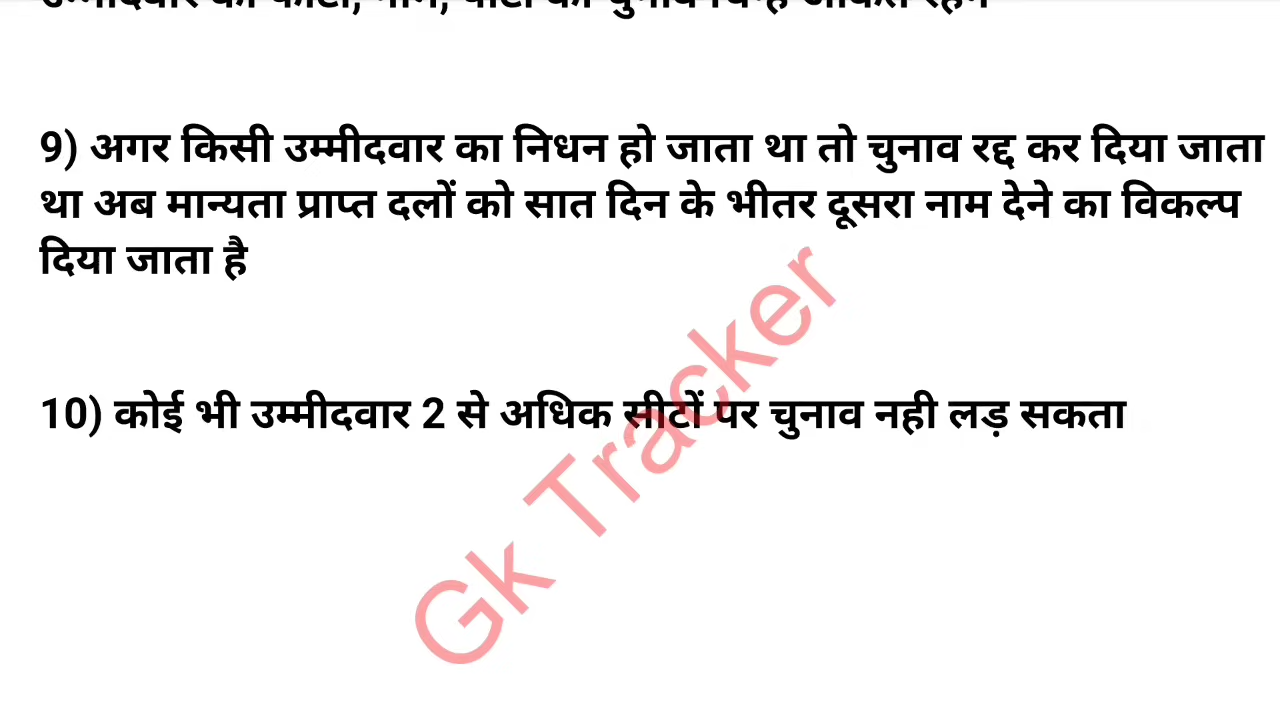 9) अगर किसी उम्मीदवार का निधन हो जाता था तो चुनाव रद्द कर दिया जाता
था अब मान्यता प्राप्त दलों को सात दिन के भीतर दूसरा नाम देने का विकल्प
दिया जाता है
10) कोई भी उम्मीदवार 2 से अधिक सीटों पर चुनाव नही लड़ सकता
Gk Tracker